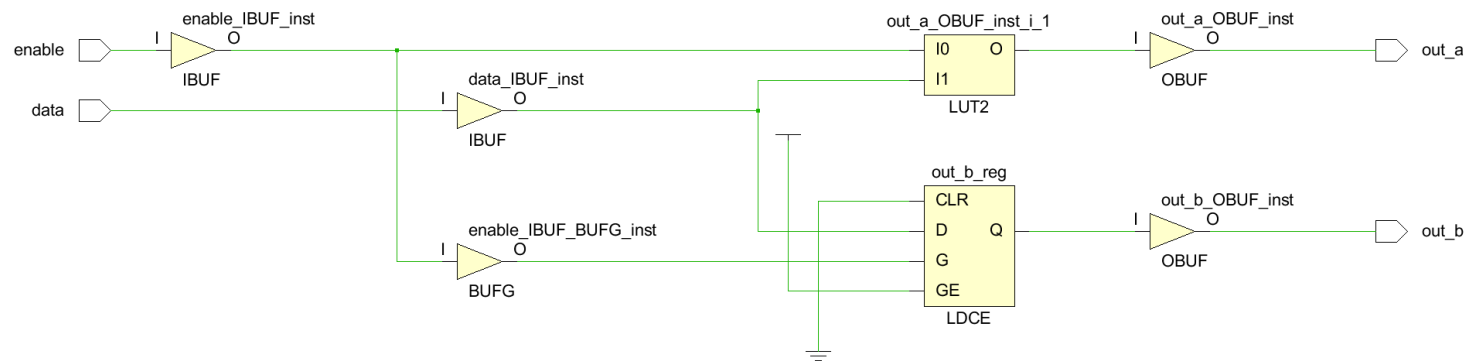 enable_IBUF_inst
enable
I
O
IBUF
data_IBUF_inst
data
I
O
IBUF
enable_IBUF_BUFG_inst
I
O
BUFG
out_a_OBUF_inst_i_1
I0
O
I1
LUT2
out_a_OBUF_inst
I
O
OBUF
out_a
out_b_reg
CLR
D
Q
G
GE
LDCE
out_b_OBUF_inst
I
O
OBUF
out_b